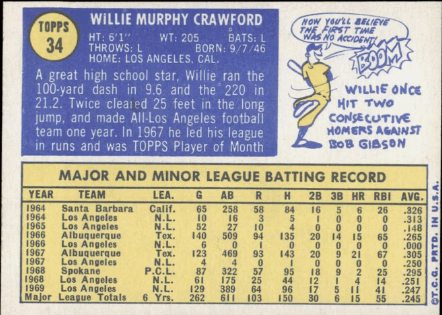 TOPPS
34
WILLIE MURPHY CRAWFORD
HT: 6'1" WT: 205 BATS: L
THROWS: L BORN: 9/7/46
HOME: LOS ANGELES, CAL.
A great high school star, Willie ran the
100-yard dash in 9.6 and the 220 in
21.2. Twice cleared 25 feet in the long
jump, and made All-Los Angeles football
team one year. In 1967 he led his league
in runs and was TOPPS Player of Month
NOW YOU'LL BELIEVE
THE FIRST TIME
WAS NO ACCIDENT!
BOOM
WILLIE ONCE
HIT TWO
CONSECUTIVE
HOMERS AGAINST
BOB GIBSON
MAJOR AND MINOR LEAGUE BATTING RECORD
YEAR TEAM LEA. G AB R H 2B 3B HR RBI AVG.
1964 Santa Barbara Calif. 65 258 58 84 16 5 6 26 .326
1964 Los Angeles N.L. 10 16 3 5 1 0 0 0 .313
1965 Los Angeles N.L. 52 27 10 4 0 0 0 0 .148
1966 Albuquerque Tex. 140 509 94 135 20 14 15 65 .265
1966 Los Angeles N.L. 6 0 1 0 0 0 0 0 .000
1967 Albuquerque Tex. 123 469 93 143 20 9 21 67 .305
1967 Los Angeles N.L. 4 4 0 1 0 0 0 0 .250
1968 Spokane P.C.L. 87 322 57 95 18 9 2 25 .295
1968 Los Angeles N.L. 61 175 25 44 12 1 4 14 .251
1969 Los Angeles N.L. 129 389 64 96 17 5 11 41 .247
Major League Totals 6 Yrs. 262 611 103 150 30 6 15 55 .245
©T.C.G. PRTD. IN U.S.A.